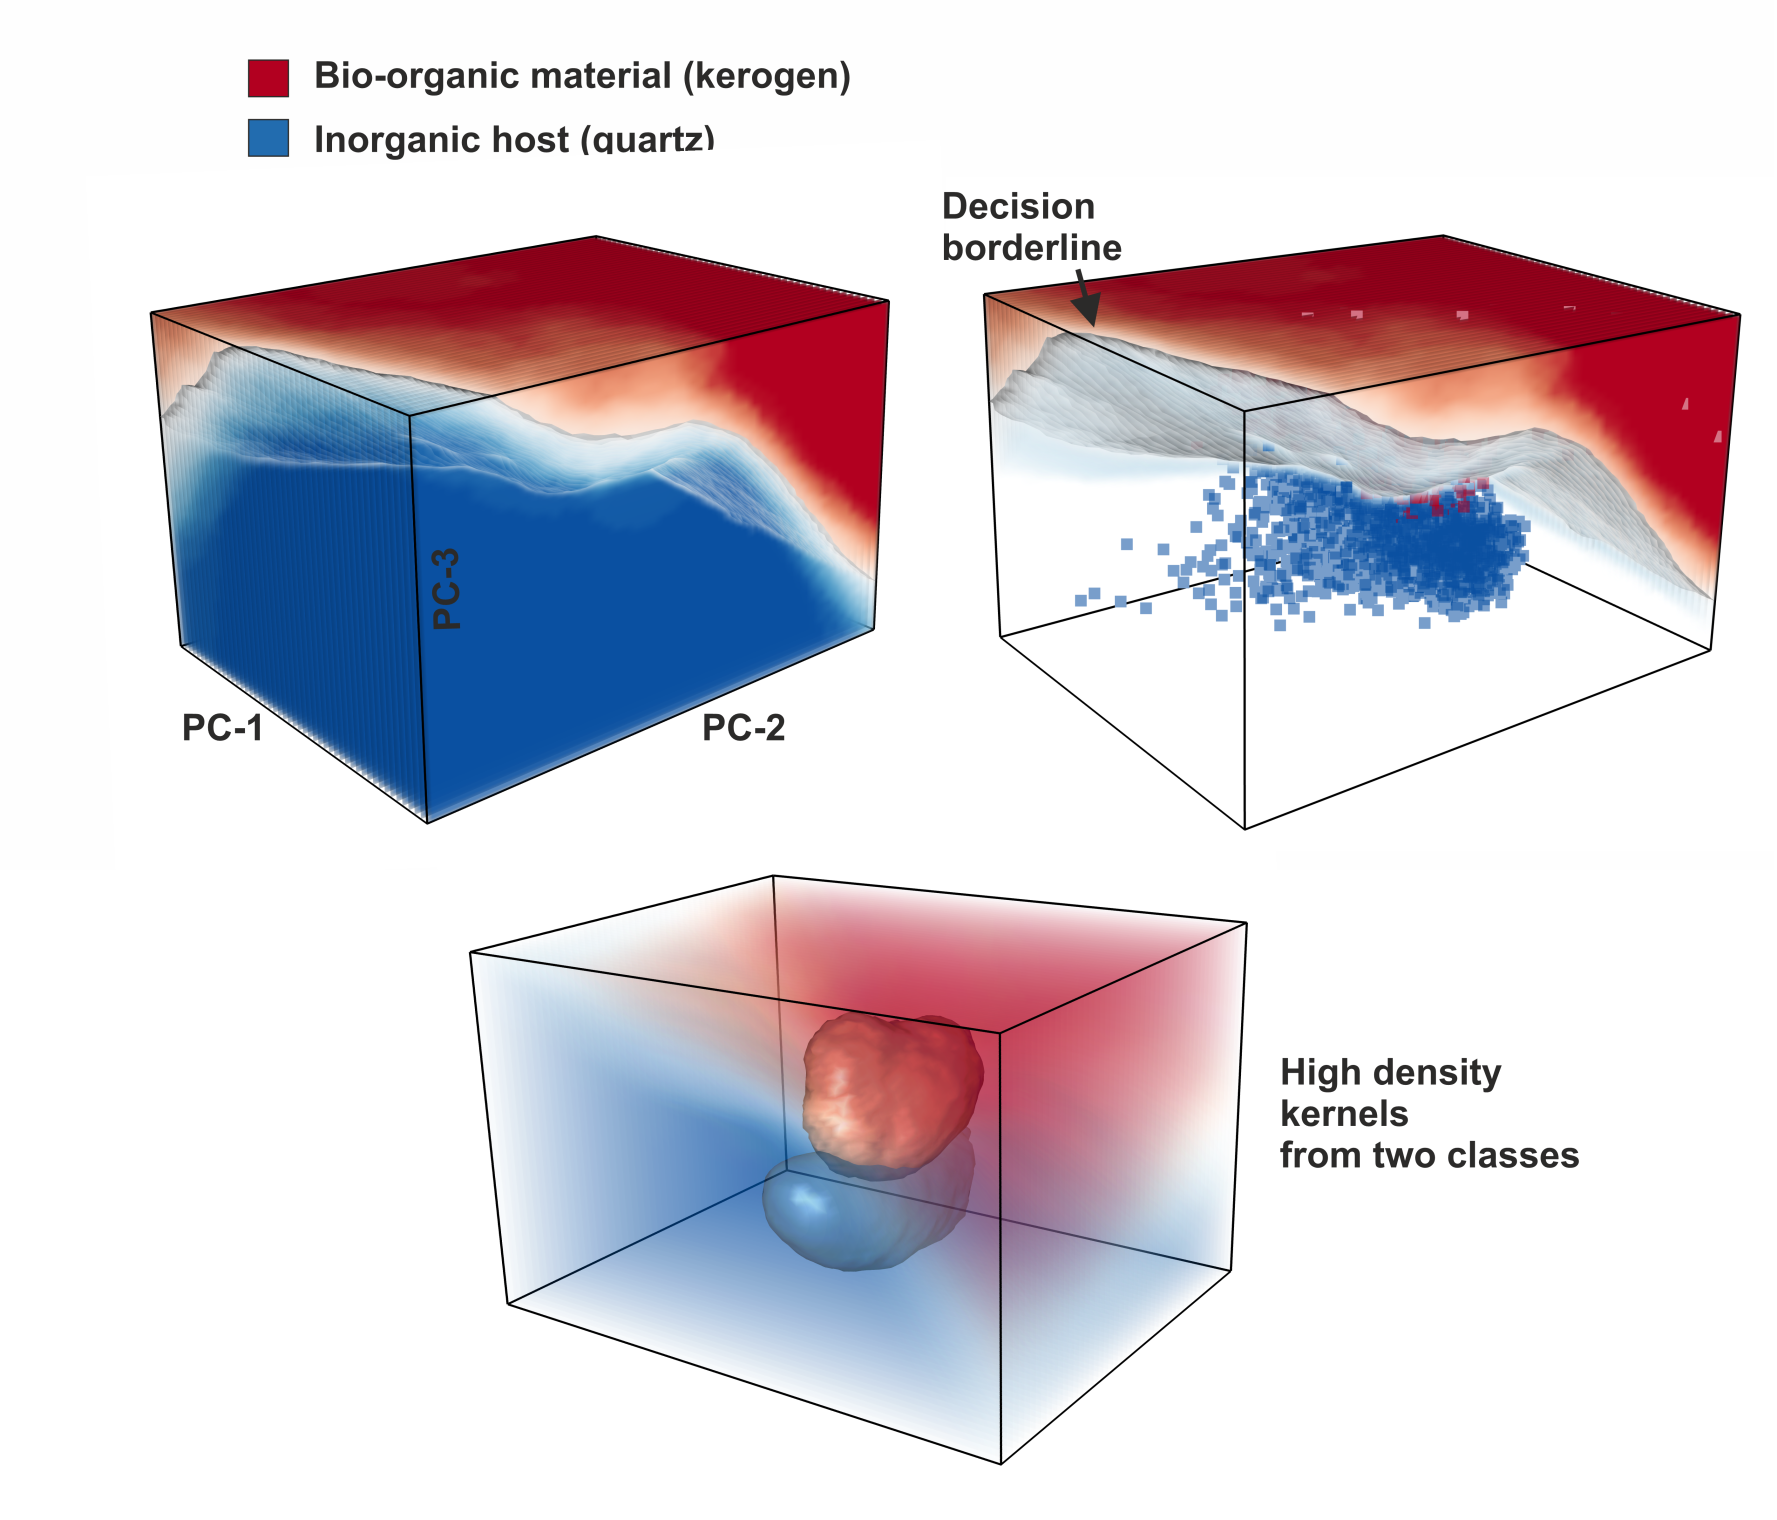 Bio-organic material (kerogen)
Inorganic host (quartz)
Decision
borderline
PC-3
PC-1
PC-2
High density
kernels
from two classes